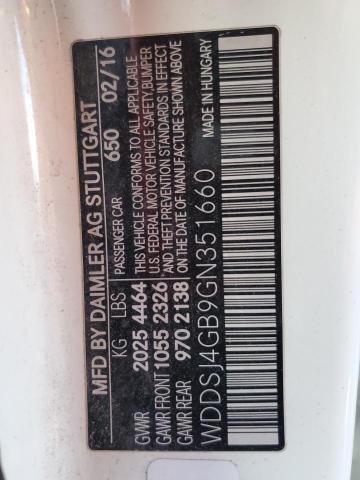 MFD BY DAIMLER AG STUTTGART
KG LBS PASSENGER CAR 650 02/16
GVWR 2025 4464 THIS VEHICLE CONFORMS TO ALL APPLICABLE
U.S. FEDERAL MOTOR VEHICLE SAFETY, BUMPER
GAWR FRONT 1055 2326 AND THEFT PREVENTION STANDARDS IN EFFECT
GAWR REAR 970 2138 ON THE DATE OF MANUFACTURE SHOWN ABOVE
WDDSJ4GB9GN351660 MADE IN HUNGARY